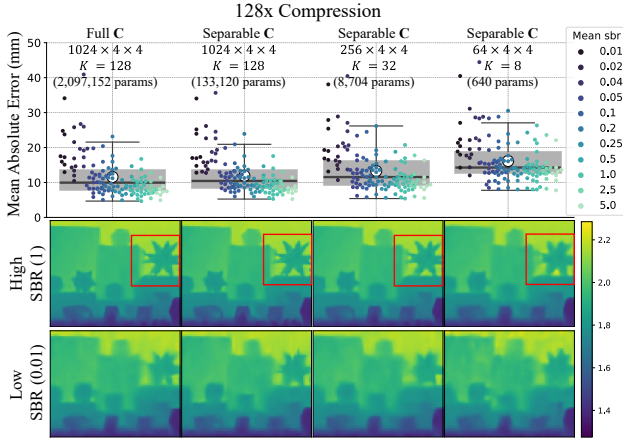 128x Compression
Full C
1024 × 4 × 4
K = 128
(2,097,152 params)
Separable C
1024 × 4 × 4
K = 128
(133,120 params)
Separable C
256 × 4 × 4
K = 32
(8,704 params)
Separable C
64 × 4 × 4
K = 8
(640 params)
Mean Absolute Error (mm)
50
40
30
20
10
0
Mean sbr
0.01
0.02
0.04
0.05
0.1
0.2
0.25
0.5
1.0
2.5
5.0
High
SBR (1)
Low
SBR (0.01)
2.2
2.0
1.8
1.6
1.4